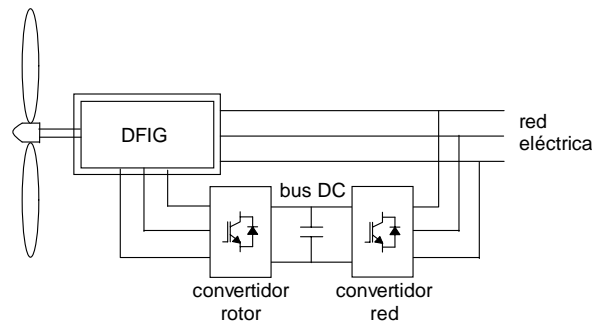 DFIG
red
eléctrica
bus DC
convertidor
rotor
convertidor
red